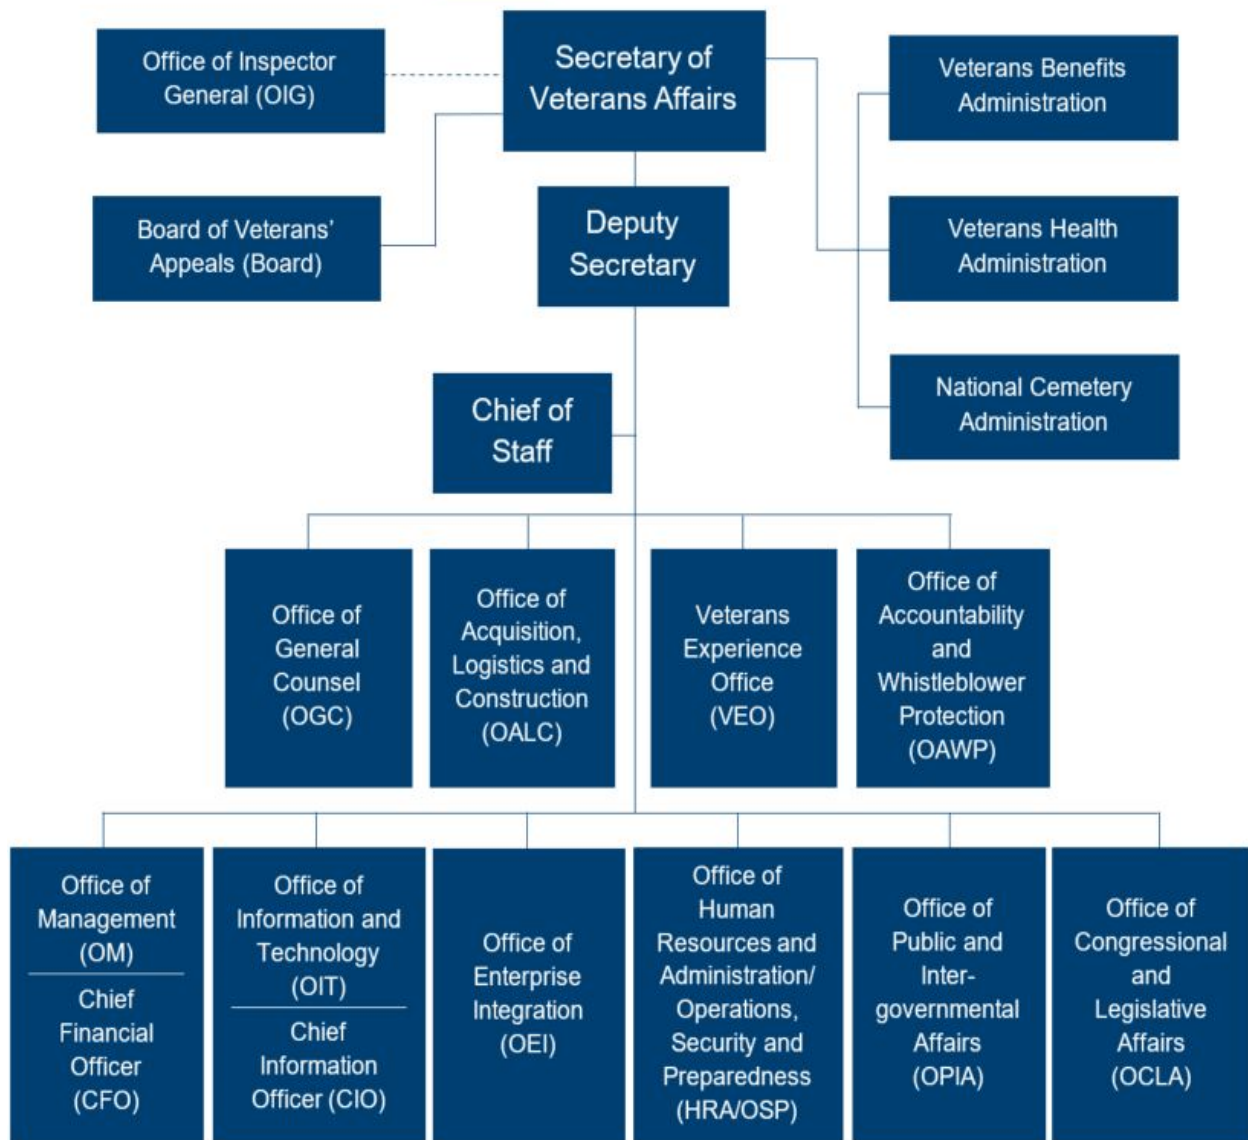 Office of Inspector
General (OIG)
Secretary of
Veterans Affairs
Veterans Benefits
Administration
Board of Veterans’
Appeals (Board)
Deputy
Secretary
Veterans Health
Administration
Chief of
Staff
National Cemetery
Administration
Office of
General
Counsel
(OGC)
Office of
Acquisition,
Logistics and
Construction
(OALC)
Veterans
Experience
Office
(VEO)
Office of
Accountability
and
Whistleblower
Protection
(OAWP)
Office of
Management
(OM)
Chief
Financial
Officer
(CFO)
Office of
Information and
Technology
(OIT)
Chief
Information
Officer (CIO)
Office of
Enterprise
Integration
(OEI)
Office of
Human
Resources and
Administration/
Operations,
Security and
Preparedness
(HRA/OSP)
Office of
Public and
Inter-
governmental
Affairs
(OPIA)
Office of
Congressional
and
Legislative
Affairs
(OCLA)